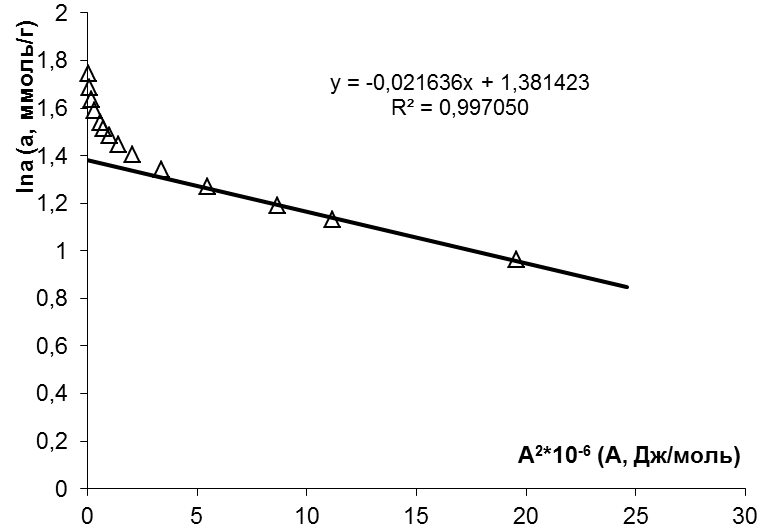 2
1,8
1,6
1,4
1,2
1
0,8
0,6
0,4
0,2
0
lna (a, ммоль/г)
y = -0,021636x + 1,381423
R² = 0,997050
A²*10⁻⁶ (А, Дж/моль)
0 5 10 15 20 25 30